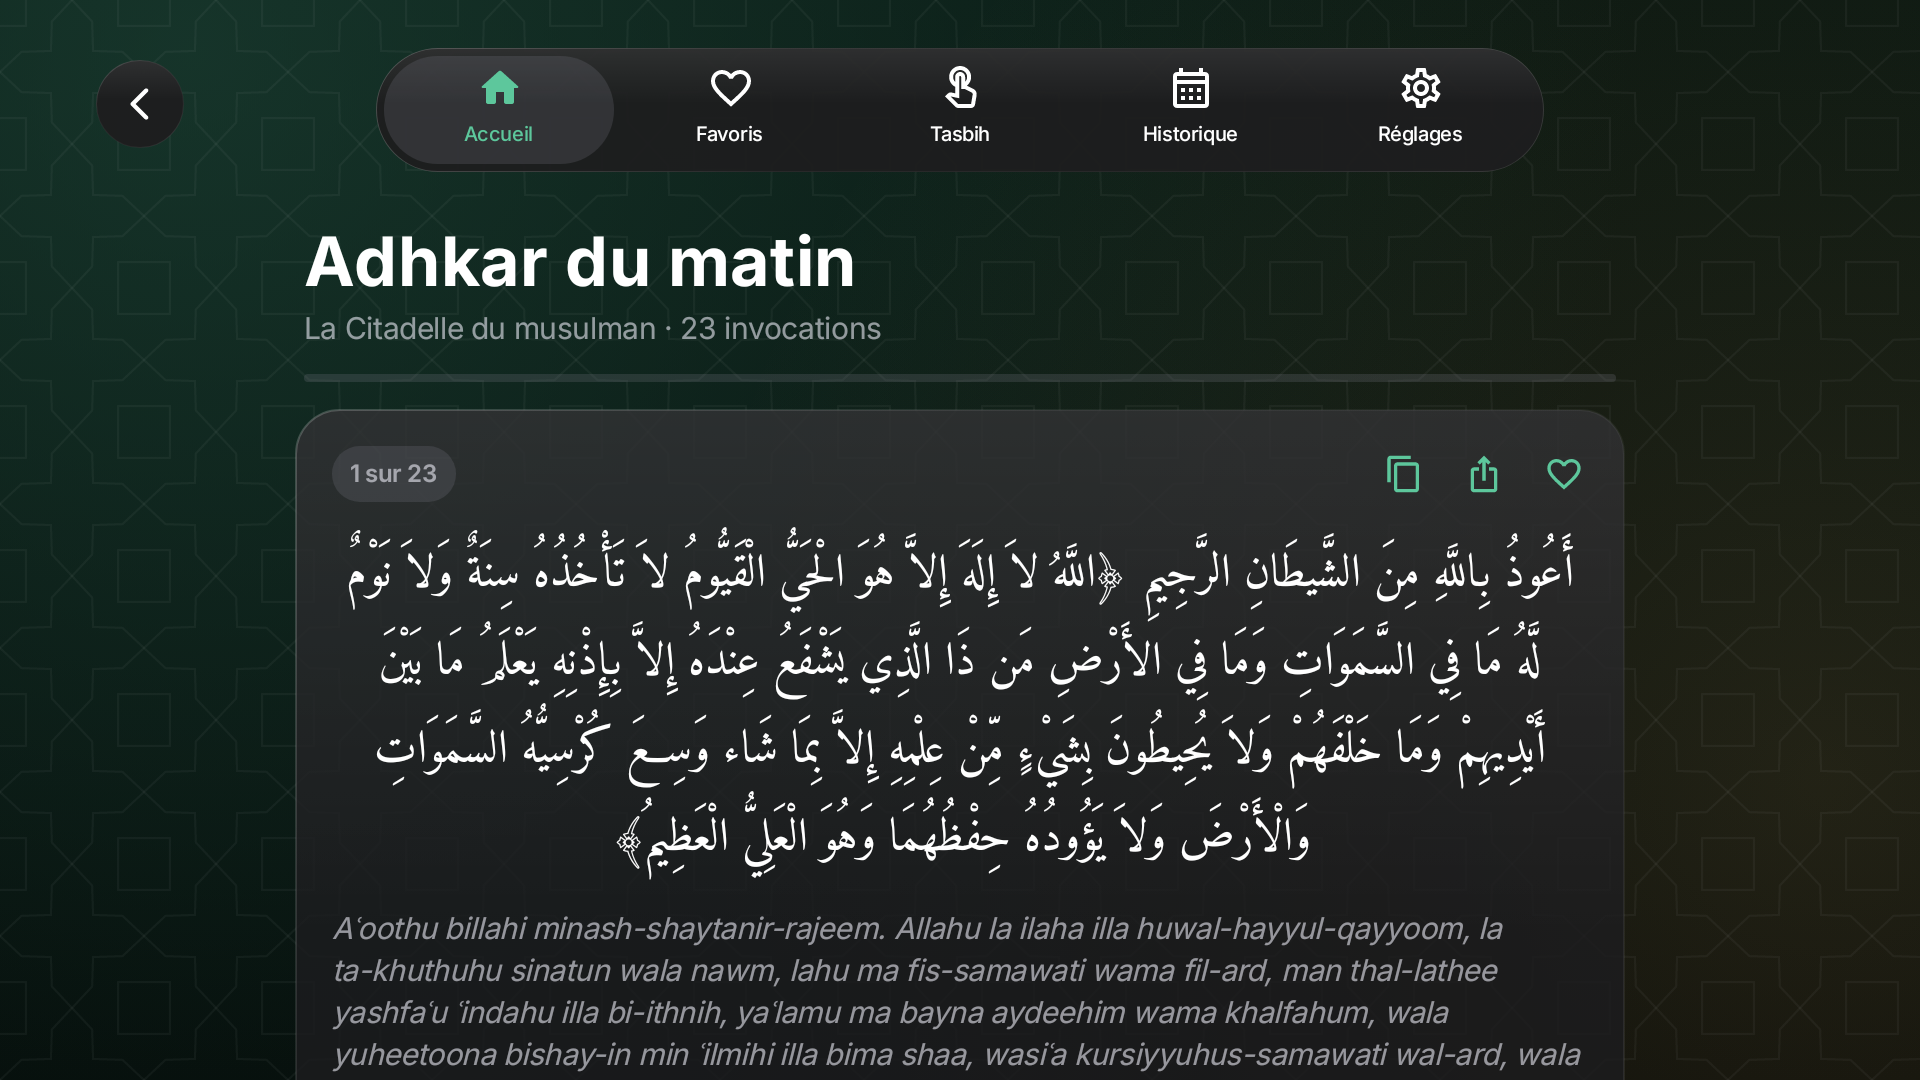 Accueil
Favoris
Tasbih
Historique
Réglages
Adhkar du matin
La Citadelle du musulman · 23 invocations
1 sur 23
أَعُوذُ بِاللَّهِ مِنَ الشَّيطَانِ الرَّجِيمِ ﴿اللَّهُ لاَ إِلَهَ إِلاَّ هُوَ الْحَيُّ الْقَيُّومُ لاَ تَأْخُذُهُ سِنَةٌ وَلاَ نَوْمٌ
لَّهُ مَا فِي السَّمَوَاتِ وَمَا فِي الأَرْضِ مَن ذَا الَّذِي يَشْفَعُ عِنْدَهُ إِلاَّ بِإِذْنِهِ يَعْلَمُ مَا بَيْنَ
أَيْدِيهِمْ وَمَا خَلْفَهُمْ وَلاَ يُحِيطُونَ بِشَيْءٍ مِّنْ عِلْمِهِ إِلاَّ بِمَا شَاء وَسِعَ كُرْسِيُّهُ السَّمَوَاتِ
وَالْأَرْضَ وَلاَ يَؤُودُهُ حِفْظُهُمَا وَهُوَ الْعَلِيُّ الْعَظِيمُ﴾
Aʿoothu billahi minash-shaytanir-rajeem. Allahu la ilaha illa huwal-hayyul-qayyoom, la
ta-khuthuhu sinatun wala nawm, lahu ma fis-samawati wama fil-ard, man thal-lathee
yashfaʿu ʿindahu illa bi-ithnih, yaʿlamu ma bayna aydeehim wama khalfahum, wala
yuheetoona bishay-in min ʿilmihi illa bima shaa, wasiʿa kursiyyuhus-samawati wal-ard, wala